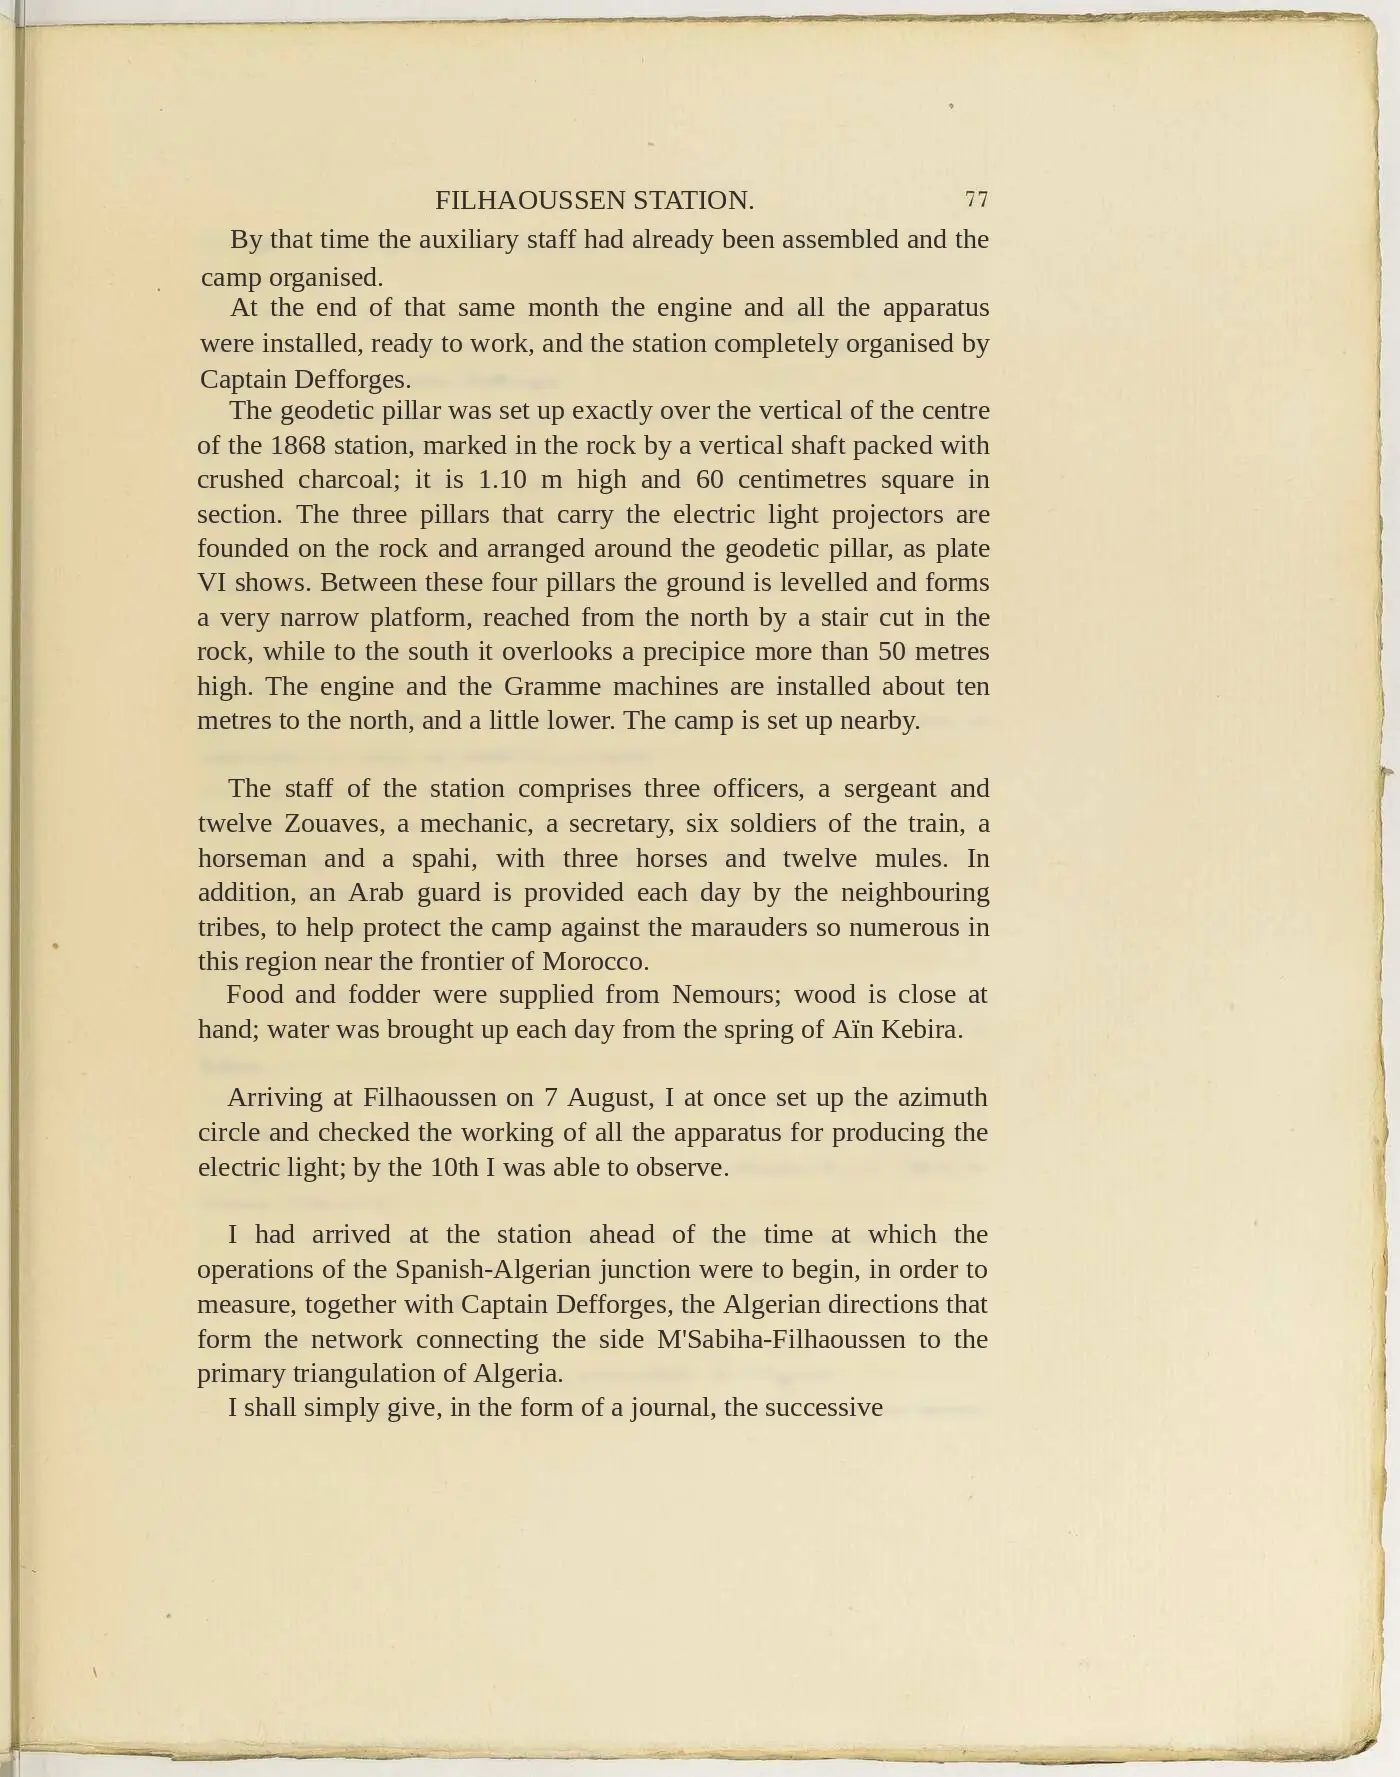 FILHAOUSSEN STATION. 77
By that time the auxiliary staff had already been assembled and the
camp organised.
At the end of that same month the engine and all the apparatus
were installed, ready to work, and the station completely organised by
Captain Defforges.
The geodetic pillar was set up exactly over the vertical of the centre
of the 1868 station, marked in the rock by a vertical shaft packed with
crushed charcoal; it is 1.10 m high and 60 centimetres square in
section. The three pillars that carry the electric light projectors are
founded on the rock and arranged around the geodetic pillar, as plate
VI shows. Between these four pillars the ground is levelled and forms
a very narrow platform, reached from the north by a stair cut in the
rock, while to the south it overlooks a precipice more than 50 metres
high. The engine and the Gramme machines are installed about ten
metres to the north, and a little lower. The camp is set up nearby.
The staff of the station comprises three officers, a sergeant and
twelve Zouaves, a mechanic, a secretary, six soldiers of the train, a
horseman and a spahi, with three horses and twelve mules. In
addition, an Arab guard is provided each day by the neighbouring
tribes, to help protect the camp against the marauders so numerous in
this region near the frontier of Morocco.
Food and fodder were supplied from Nemours; wood is close at
hand; water was brought up each day from the spring of Aïn Kebira.
Arriving at Filhaoussen on 7 August, I at once set up the azimuth
circle and checked the working of all the apparatus for producing the
electric light; by the 10th I was able to observe.
I had arrived at the station ahead of the time at which the
operations of the Spanish-Algerian junction were to begin, in order to
measure, together with Captain Defforges, the Algerian directions that
form the network connecting the side M'Sabiha-Filhaoussen to the
primary triangulation of Algeria.
I shall simply give, in the form of a journal, the successive